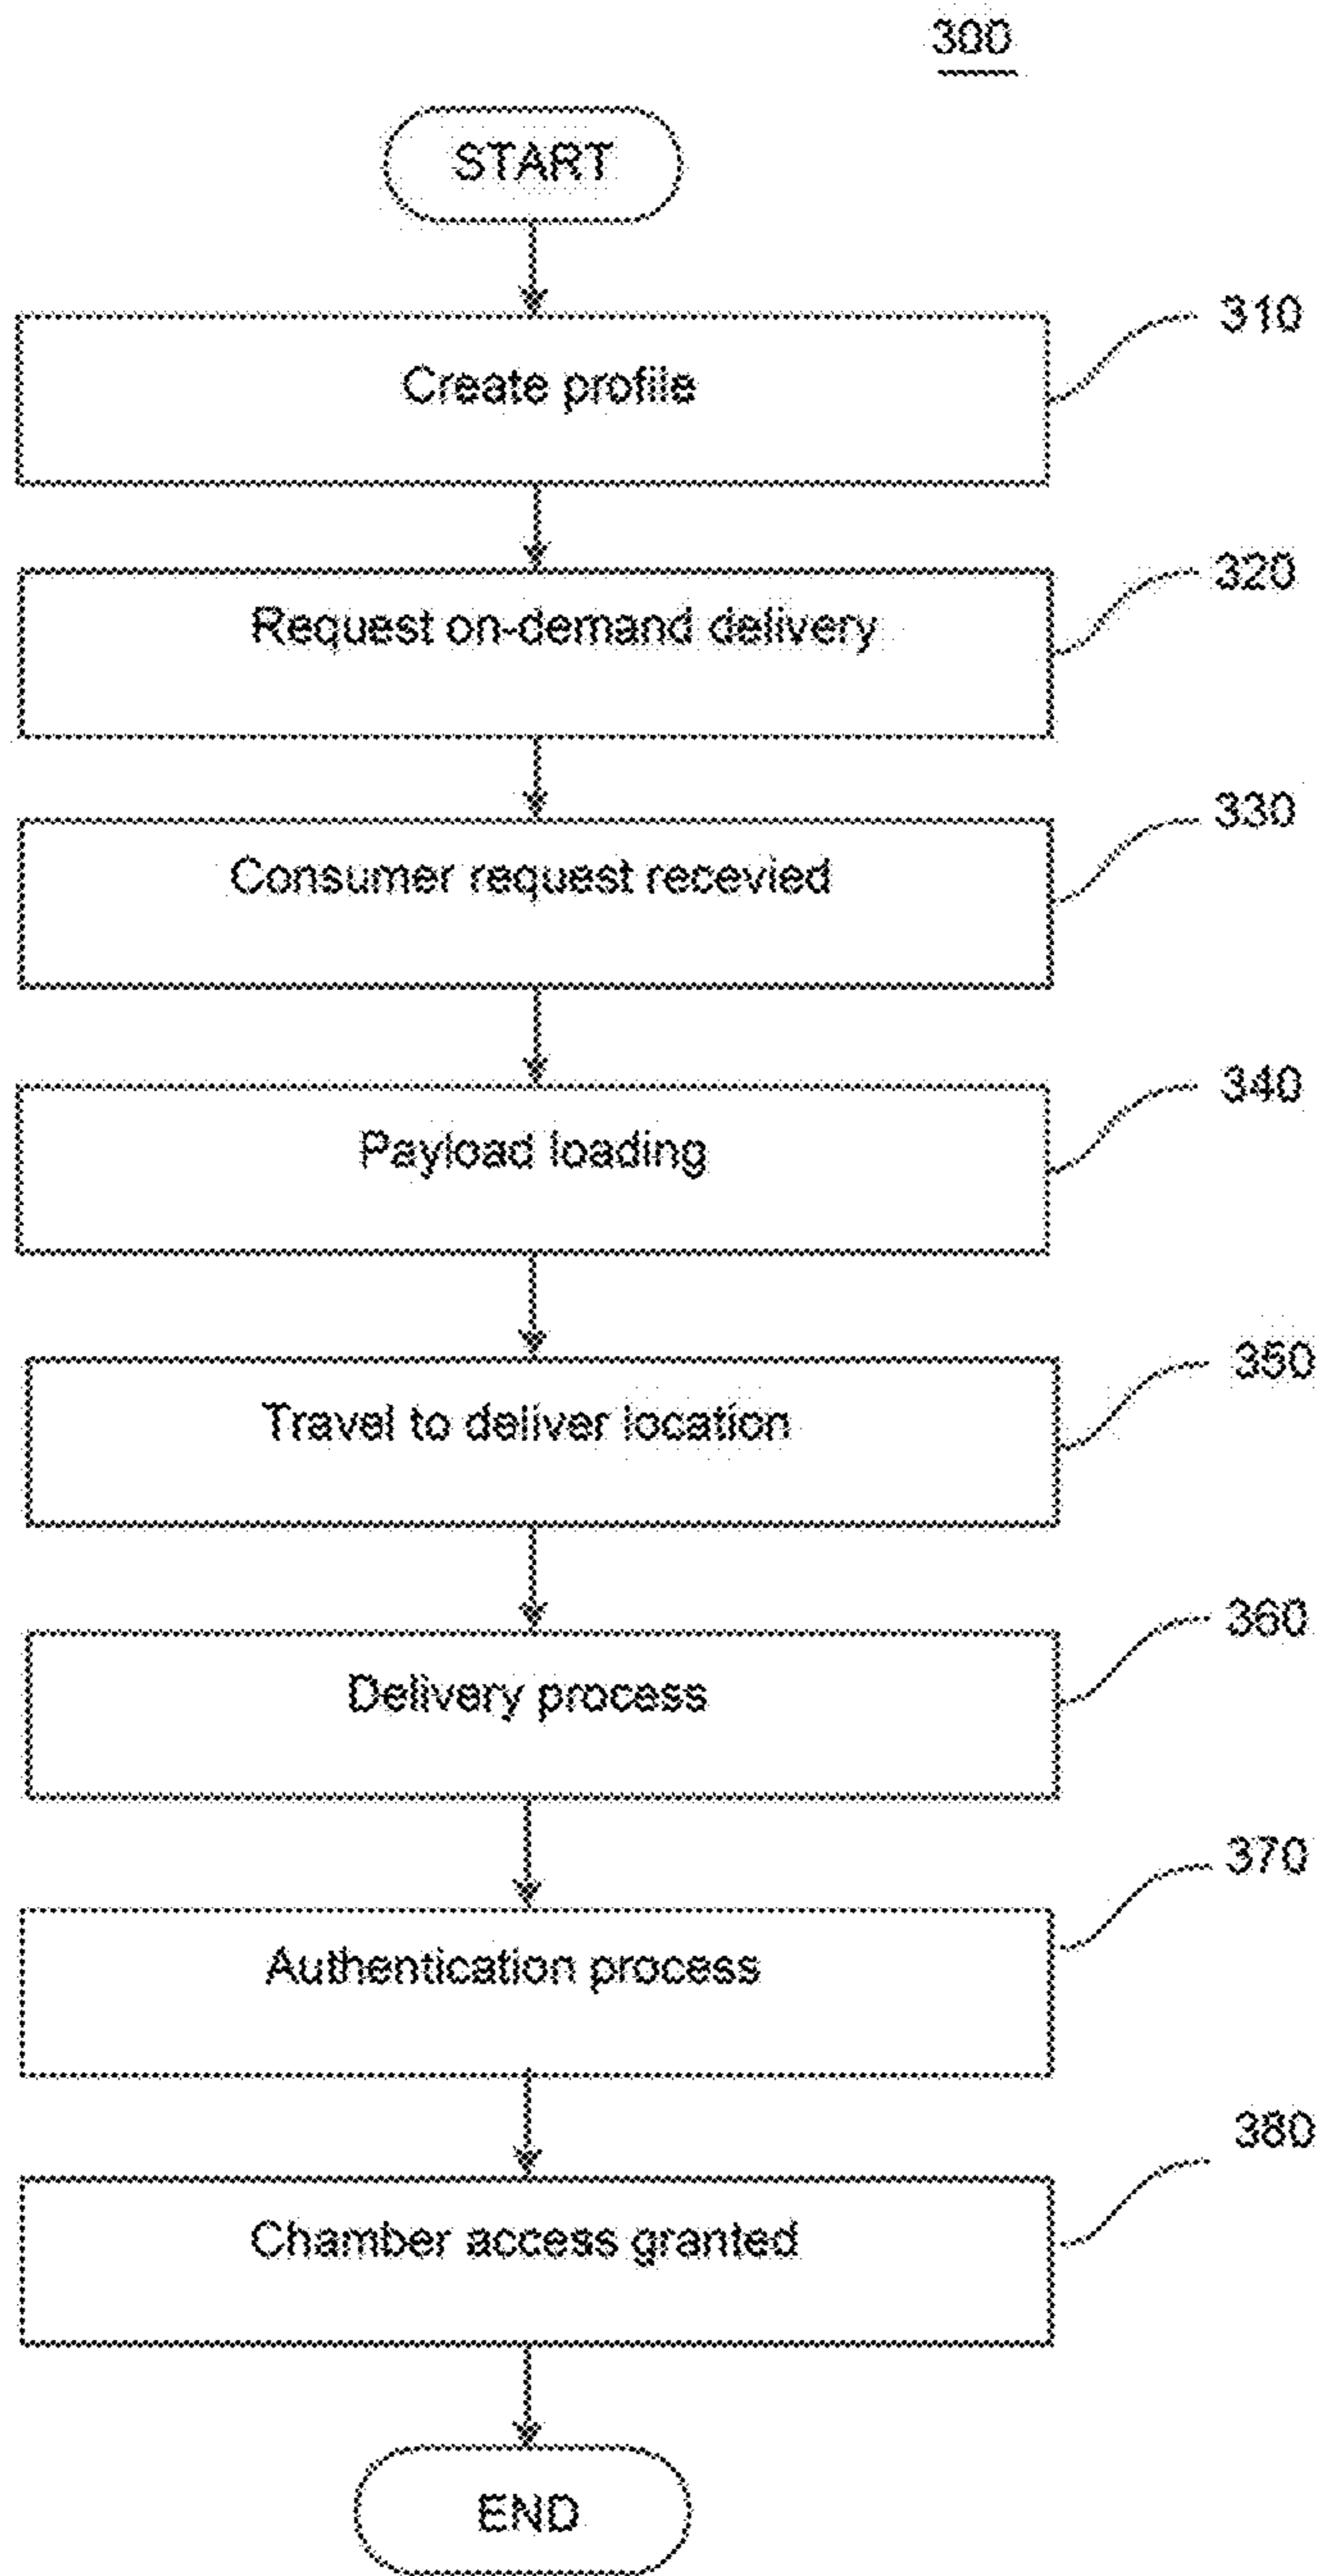 300
START
310
Create profile
320
Request on-demand delivery
330
Consumer request recevied
340
Payload loading
350
Travel to deliver location
360
Delivery process
370
Authentication process
380
Chamber access granted
END